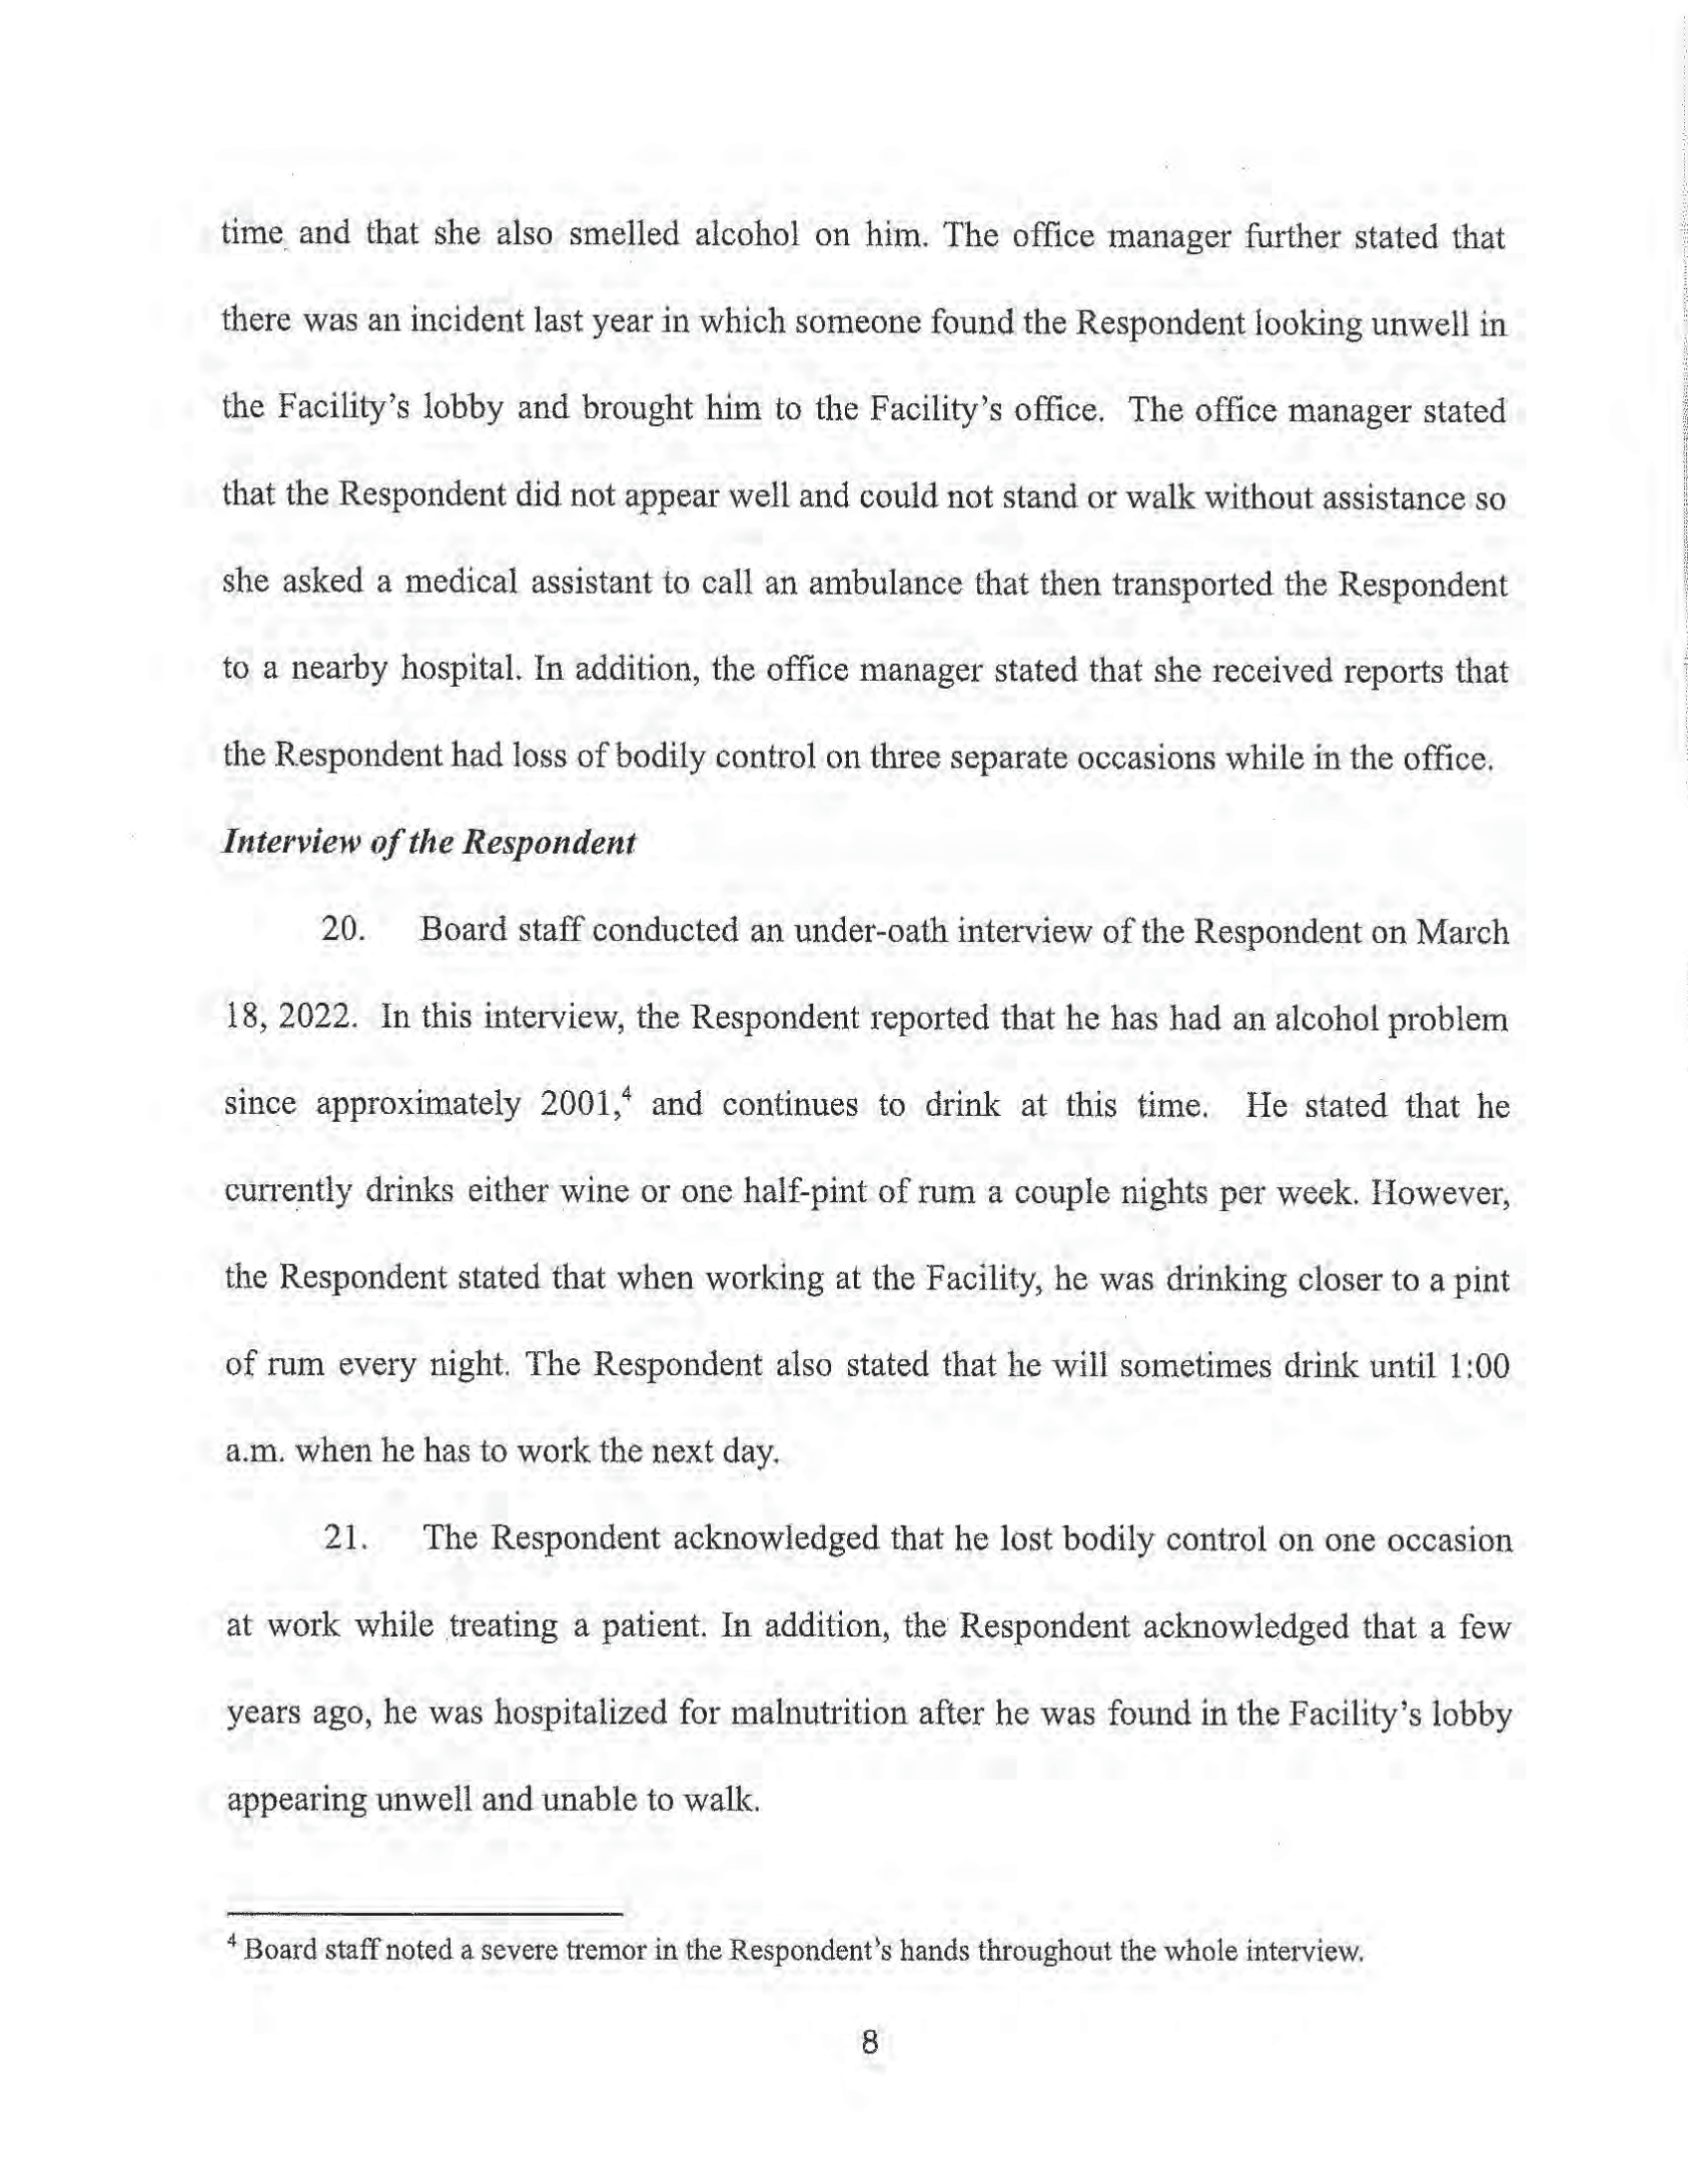 time and that she also smelled alcohol on him. The office manager further stated that
there was an incident last year in which someone found the Respondent looking unwell in
the Facility's lobby and brought him to the Facility's office. The office manager stated
that the Respondent did not appear well and could not stand or walk without assistance so
she asked a medical assistant to call an ambulance that then transported the Respondent
to a nearby hospital. In addition, the office manager stated that she received reports that
the Respondent had loss of bodily control on three separate occasions while in the office.
Interview of the Respondent
20. Board staff conducted an under-oath interview of the Respondent on March
18, 2022. In this interview, the Respondent reported that he has had an alcohol problem
since approximately 2001,⁴ and continues to drink at this time. He stated that he
currently drinks either wine or one half-pint of rum a couple nights per week. However,
the Respondent stated that when working at the Facility, he was drinking closer to a pint
of rum every night. The Respondent also stated that he will sometimes drink until 1:00
a.m. when he has to work the next day.
21. The Respondent acknowledged that he lost bodily control on one occasion
at work while treating a patient. In addition, the Respondent acknowledged that a few
years ago, he was hospitalized for malnutrition after he was found in the Facility's lobby
appearing unwell and unable to walk.
⁴ Board staff noted a severe tremor in the Respondent's hands throughout the whole interview.
8